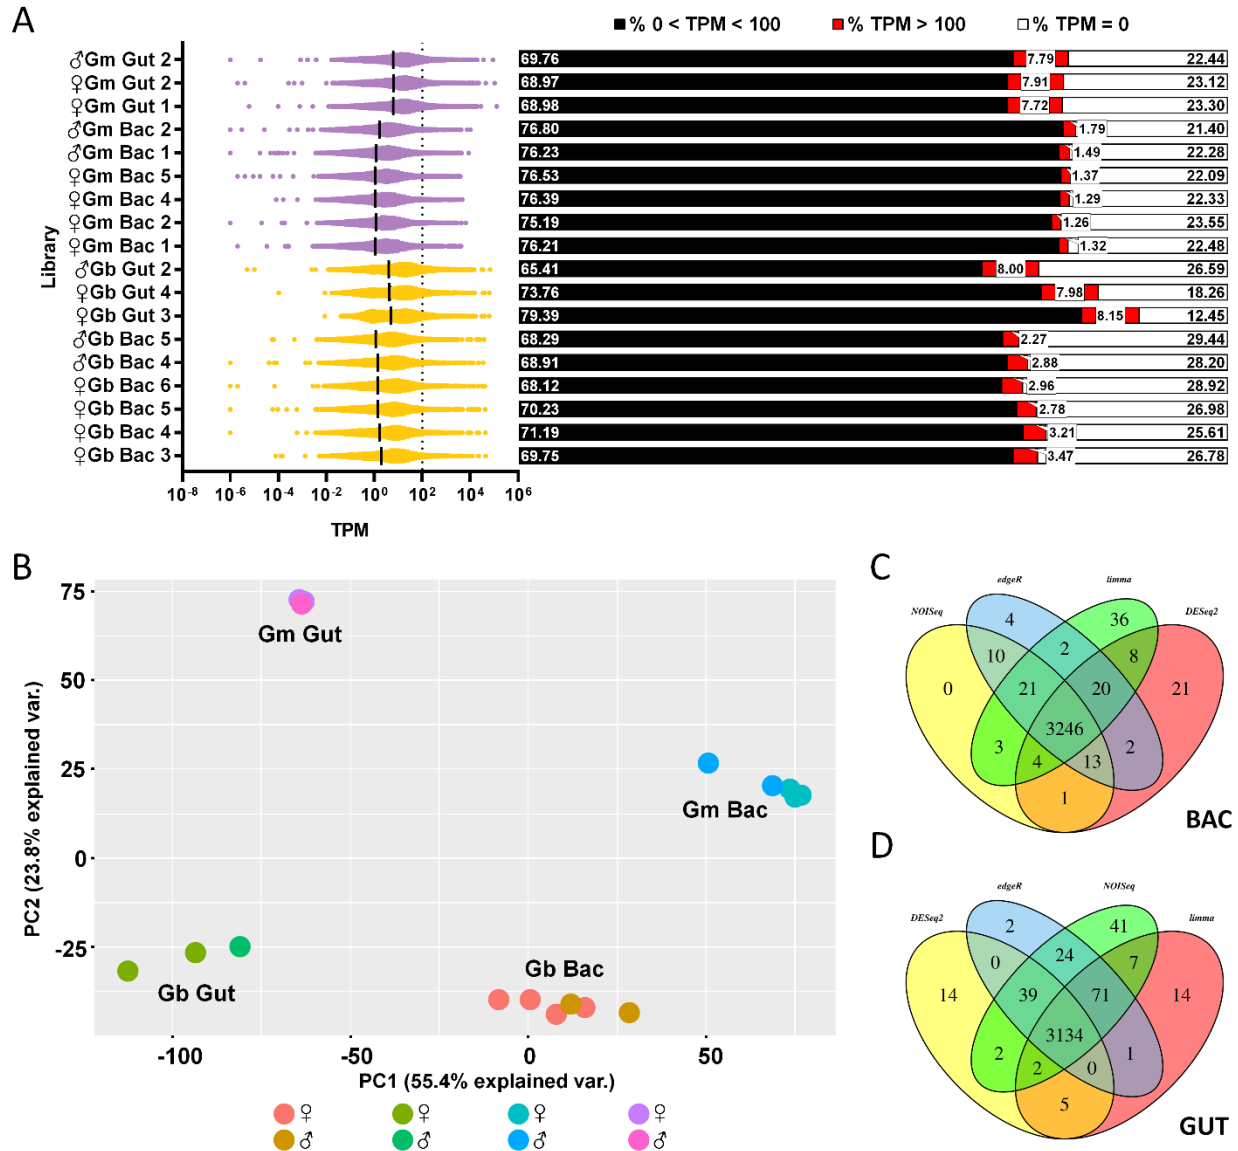 A
% 0 < TPM < 100 % TPM > 100 % TPM = 0
Library
♂Gm Gut 2 69.76 7.79 22.44
♀Gm Gut 2 68.97 7.91 23.12
♀Gm Gut 1 68.98 7.72 23.30
♂Gm Bac 2 76.80 1.79 21.40
♂Gm Bac 1 76.23 1.49 22.28
♀Gm Bac 5 76.53 1.37 22.09
♀Gm Bac 4 76.39 1.29 22.33
♀Gm Bac 2 75.19 1.26 23.55
♀Gm Bac 1 76.21 1.32 22.48
♂Gb Gut 2 65.41 8.00 26.59
♀Gb Gut 4 73.76 7.98 18.26
♀Gb Gut 3 79.39 8.15 12.45
♂Gb Bac 5 68.29 2.27 29.44
♂Gb Bac 4 68.91 2.88 28.20
♀Gb Bac 6 68.12 2.96 28.92
♀Gb Bac 5 70.23 2.78 26.98
♀Gb Bac 4 71.19 3.21 25.61
♀Gb Bac 3 69.75 3.47 26.78
10⁻⁸ 10⁻⁶ 10⁻⁴ 10⁻² 10⁰ 10² 10⁴ 10⁶
TPM
B
PC2 (23.8% explained var.)
75
50
25
0
-25
Gm Gut
Gm Bac
Gb Bac
Gb Gut
-100 -50 0 50
PC1 (55.4% explained var.)
♀ ♀ ♀ ♀
♂ ♂ ♂ ♂
C
edgeR limma
NOISeq DESeq2
4 36
10 2 8
0 21 20 21
3246
3 2
4 13
1
BAC
D
edgeR NOISeq
DESeq2 limma
2 41
0 24 7
14 39 71 14
3134
2 1
2 0
5
GUT